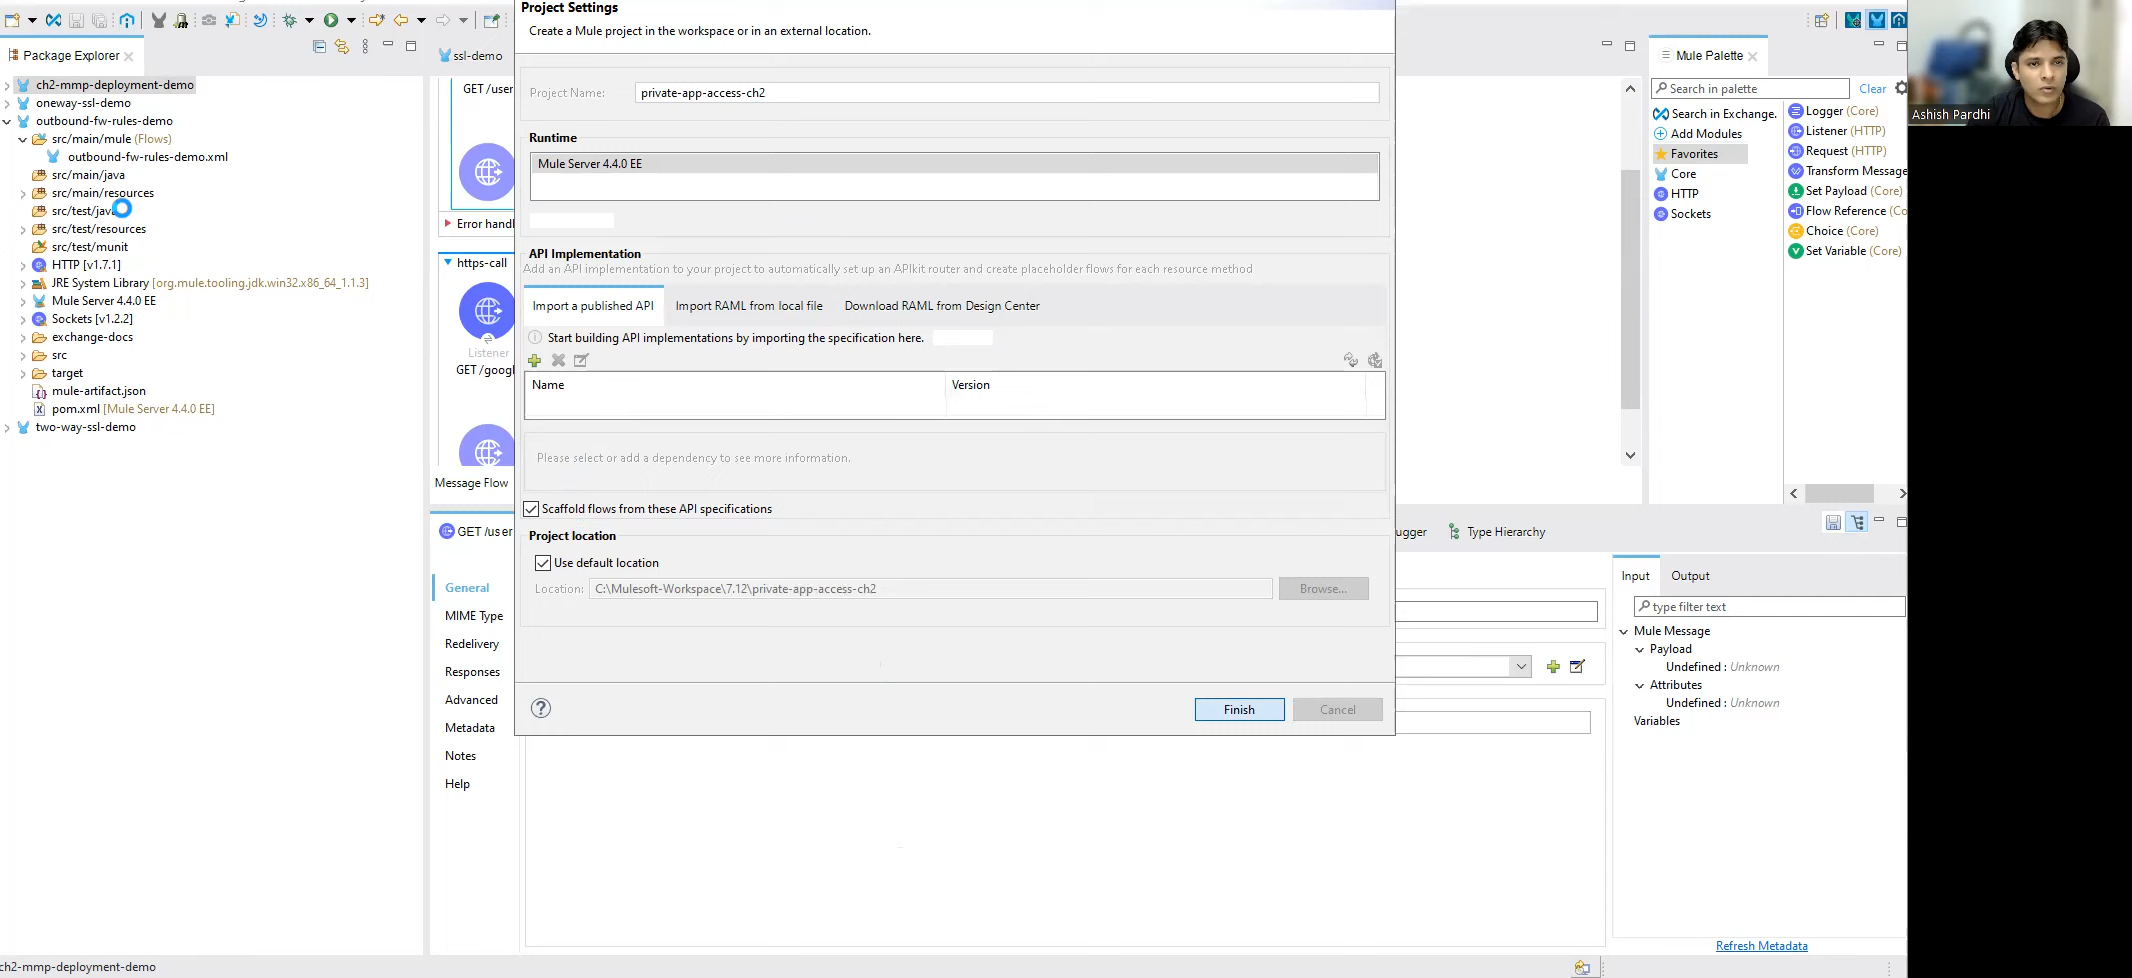 Project Settings
Create a Mule project in the workspace or in an external location.
Project Name:
private-app-access-ch2
Runtime
Mule Server 4.4.0 EE
API Implementation
Add an API implementation to your project to automatically set up an APIkit router and create placeholder flows for each resource method
Import a published API
Import RAML from local file
Download RAML from Design Center
Start building API implementations by importing the specification here.
Name
Version
Please select or add a dependency to see more information.
Scaffold flows from these API specifications
Project location
Use default location
Location:
C:\Mulesoft-Workspace\7.12\private-app-access-ch2
Browse...
Finish
Cancel
Package Explorer
ch2-mmp-deployment-demo
oneway-ssl-demo
outbound-fw-rules-demo
src/main/mule (Flows)
outbound-fw-rules-demo.xml
src/main/java
src/main/resources
src/test/java
src/test/resources
src/test/munit
HTTP [v1.7.1]
JRE System Library [org.mule.tooling.jdk.win32.x86_64_1.1.3]
Mule Server 4.4.0 EE
Sockets [v1.2.2]
exchange-docs
src
target
mule-artifact.json
pom.xml [Mule Server 4.4.0 EE]
two-way-ssl-demo
ssl-demo
GET /user
Error handl
https-call
Listener
GET /googl
Message Flow
GET /user
General
MIME Type
Redelivery
Responses
Advanced
Metadata
Notes
Help
ugger
Type Hierarchy
Mule Palette
Search in palette
Clear
Search in Exchange.
Add Modules
Favorites
Core
HTTP
Sockets
Logger (Core)
Listener (HTTP)
Request (HTTP)
Transform Message
Set Payload (Core)
Flow Reference (Co
Choice (Core)
Set Variable (Core)
Input
Output
type filter text
Mule Message
Payload
Undefined : Unknown
Attributes
Undefined : Unknown
Variables
Refresh Metadata
Ashish Pardhi
ch2-mmp-deployment-demo